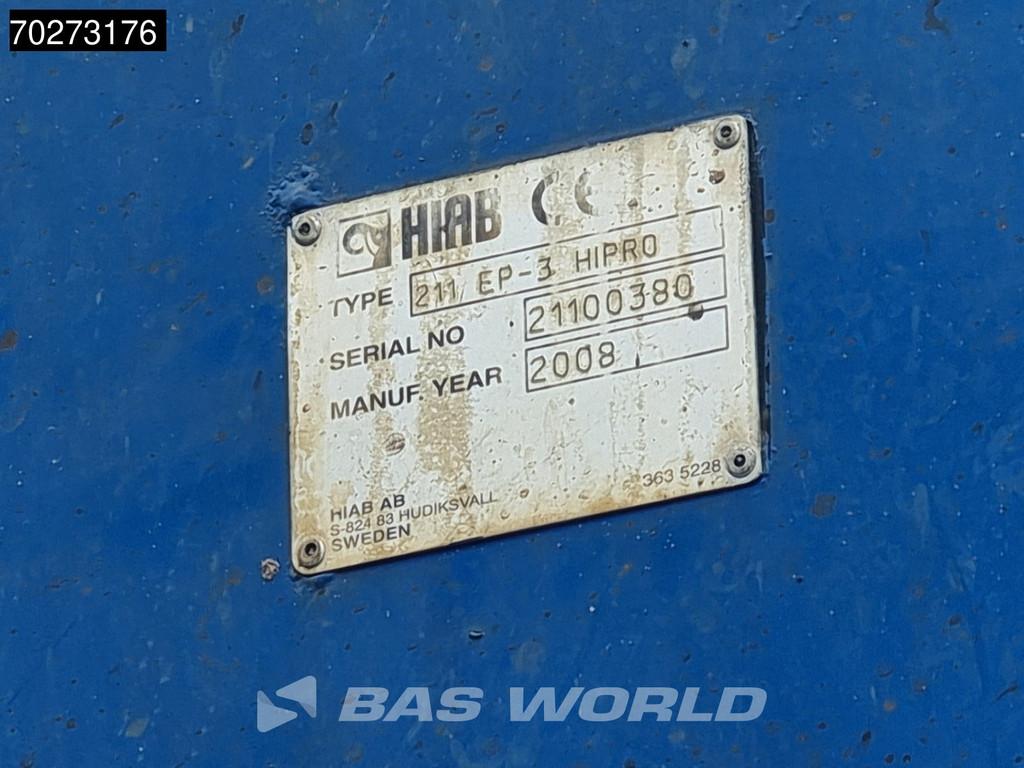 70273176
HIAB CE
TYPE 211 EP-3 HIPRO
SERIAL NO 21100380
MANUF. YEAR 2008
HIAB AB
S-824 83 HUDIKSVALL
SWEDEN
363 5228
BAS WORLD